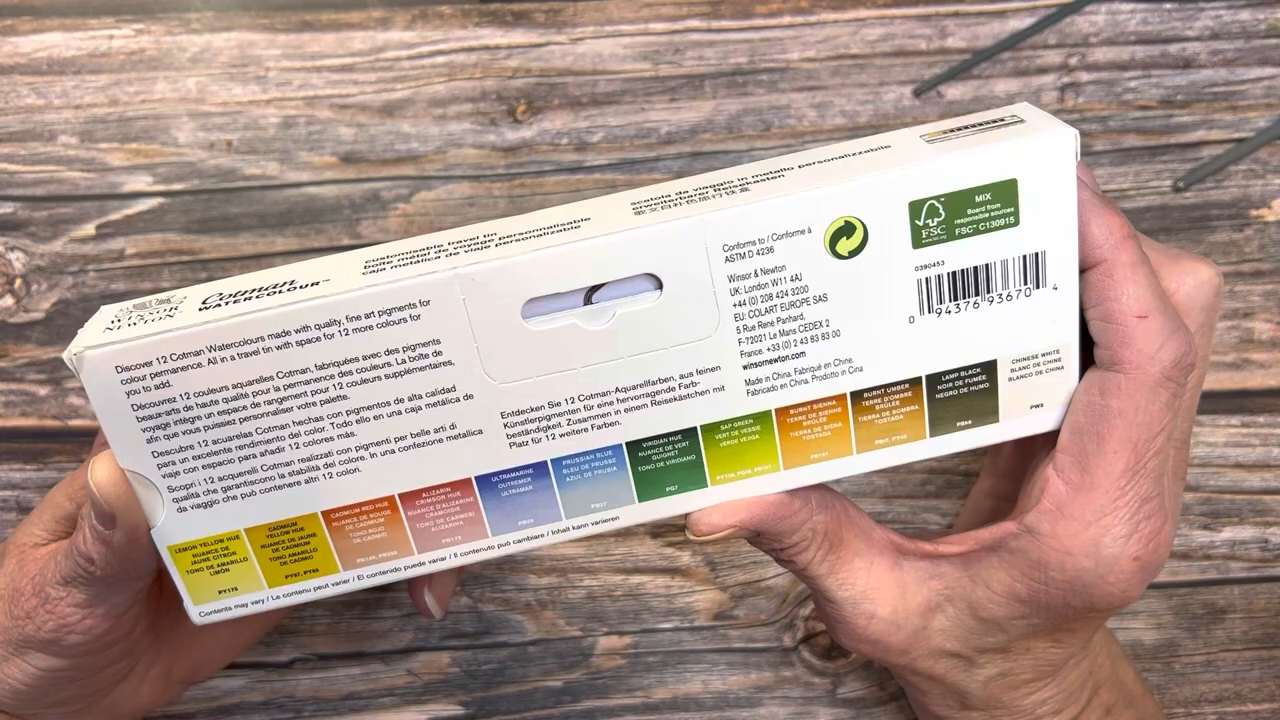 WINSOR
& NEWTON
Cotman
WATERCOLOUR™
customisable travel tin
boîte métal de voyage personnalisable
caja metálica de viaje personalizable
scatola de viaggio in metallo personalizzabile
erweiterbarer Reisekasten
Discover 12 Cotman Watercolours made with quality, fine art pigments for
colour permanence. All in a travel tin with space for 12 more colours for
you to add.
Découvrez 12 couleurs aquarelles Cotman, fabriquées avec des pigments
beaux-arts de haute qualité pour la permanence des couleurs. La boîte de
voyage intègre un espace de rangement pour 12 couleurs supplémentaires,
afin que vous puissiez personnaliser votre palette.
Descubre 12 acuarelas Cotman hechas con pigmentos de alta calidad
para un excelente rendimiento del color. Todo ello en una caja metálica de
viaje con espacio para añadir 12 colores más.
Scopri i 12 acquerelli Cotman realizzati con pigmenti per belle arti di
qualità che garantiscono la stabilità del colore. In una confezione metallica
da viaggio che può contenere altri 12 colori.
Entdecken Sie 12 Cotman-Aquarellfarben, aus feinen
Künstlerpigmenten für eine hervorragende Farb-
beständigkeit. Zusammen in einem Reisekästchen mit
Platz für 12 weitere Farben.
Conforms to / Conforme à
ASTM D 4236
Winsor & Newton
UK: London W11 4AJ
+44 (0) 208 424 3200
EU: COLART EUROPE SAS
5 Rue René Panhard,
F-72021 Le Mans CEDEX 2
France. +33 (0) 2 43 83 83 00
winsornewton.com
Made in China. Fabriqué en Chine.
Fabricado en China. Prodotto in Cina
FSC
www.fsc.org
MIX
Board from
responsible sources
FSC™ C130915
0390453
0 94376 93670 4
LEMON YELLOW HUE
NUANCE DE
JAUNE CITRON
TONO DE AMARILLO
LIMÓN
PY175
CADMIUM
YELLOW HUE
NUANCE DE JAUNE
DE CADMIUM
TONO AMARILLO
DE CADMIO
PY97, PY65
CADMIUM RED HUE
NUANCE DE ROUGE
DE CADMIUM
TONO ROJO
DE CADMIO
ALIZARIN
CRIMSON HUE
NUANCE D'ALIZARINE
CRAMOISIE
TONO DE CARMESÍ
ALIZARINA
ULTRAMARINE
OUTREMER
ULTRAMAR
PB29
PRUSSIAN BLUE
BLEU DE PRUSSE
AZUL DE PRUSIA
PB27
VIRIDIAN HUE
NUANCE DE VERT
GUIGNET
TONO DE VIRIDIANO
PG7
SAP GREEN
VERT DE VESSIE
VERDE VEJIGA
BURNT SIENNA
TERRE DE SIENNE
BRÛLÉE
TIERRA DE SIENA
TOSTADA
PR101
BURNT UMBER
TERRE D'OMBRE
BRÛLÉE
TIERRA DE SOMBRA
TOSTADA
LAMP BLACK
NOIR DE FUMÉE
NEGRO DE HUMO
CHINESE WHITE
BLANC DE CHINE
BLANCO DE CHINA
Contents may vary / Le contenu peut varier / El contenido puede variar / Il contenuto può cambiare / Inhalt kann variieren